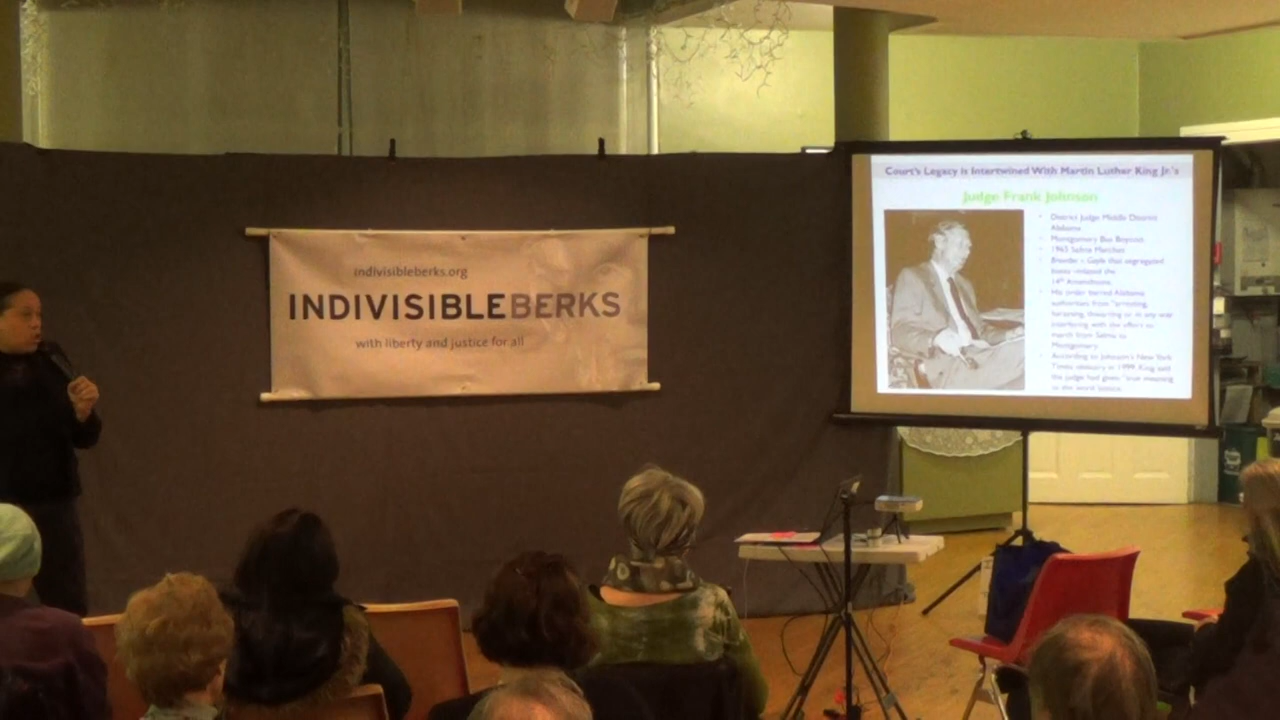 indivisibleberks.org
INDIVISIBLEBERKS
with liberty and justice for all
Court's Legacy is Intertwined With Martin Luther King Jr.'s
Judge Frank Johnson
• District Judge Middle District
Alabama
• Montgomery Bus Boycott
• 1965 Selma Marches
• Browder v. Gayle that segregated
buses violated the
14th Amendment
• His order barred Alabama
authorities from "arresting,
harassing, threatening or in any way
interfering with the effort to
march from Selma to
Montgomery.
• According to Johnson's New York
Times obituary in 1999, King said
the judge had given "true meaning
to the word justice.